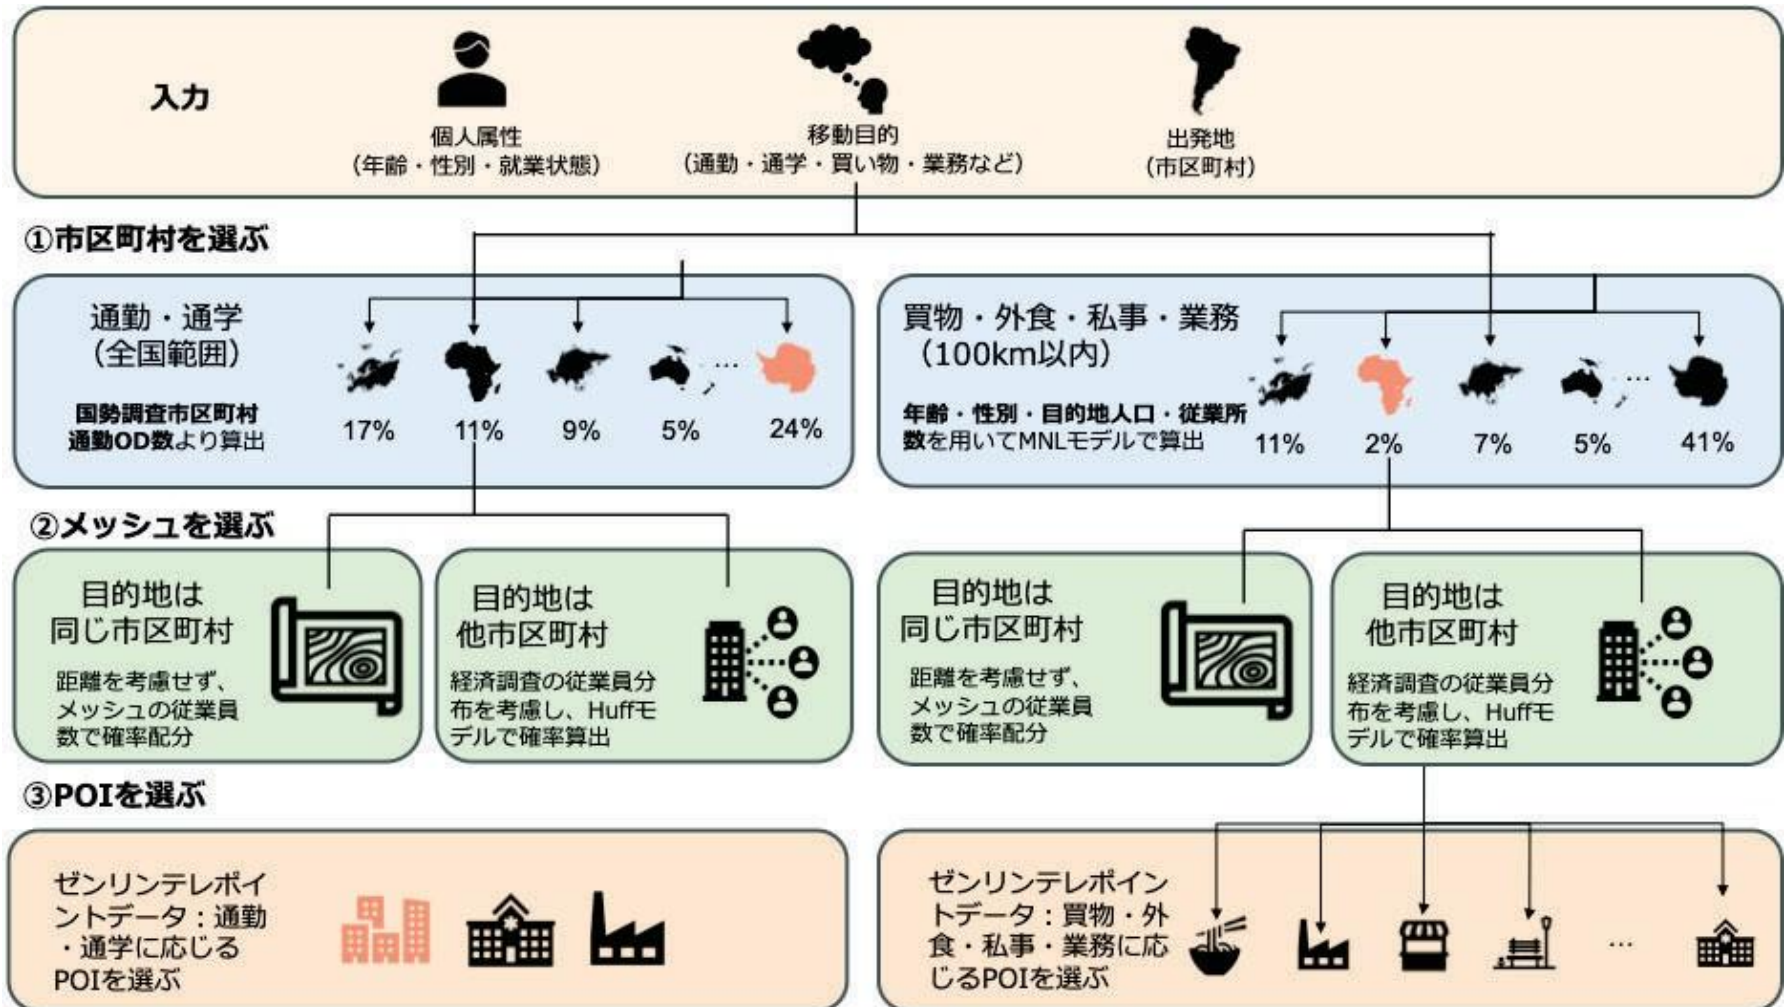 入力
個人属性
（年齢・性別・就業状態）
移動目的
（通勤・通学・買い物・業務など）
出発地
（市区町村）
①市区町村を選ぶ
通勤・通学
（全国範囲）
国勢調査市区町村
通勤OD数より算出
17%
11%
9%
5%
…
24%
買物・外食・私事・業務
（100km以内）
年齢・性別・目的地人口・従業所
数を用いてMNLモデルで算出
11%
2%
7%
5%
…
41%
②メッシュを選ぶ
目的地は
同じ市区町村
距離を考慮せず、
メッシュの従業員
数で確率配分
目的地は
他市区町村
経済調査の従業員分
布を考慮し、Huffモ
デルで確率算出
目的地は
同じ市区町村
距離を考慮せず、
メッシュの従業員
数で確率配分
目的地は
他市区町村
経済調査の従業員分
布を考慮し、Huffモ
デルで確率算出
③POIを選ぶ
ゼンリンテレポイ
ントデータ：通勤
・通学に応じる
POIを選ぶ
ゼンリンテレポイン
トデータ：買物・外
食・私事・業務に応
じるPOIを選ぶ
…